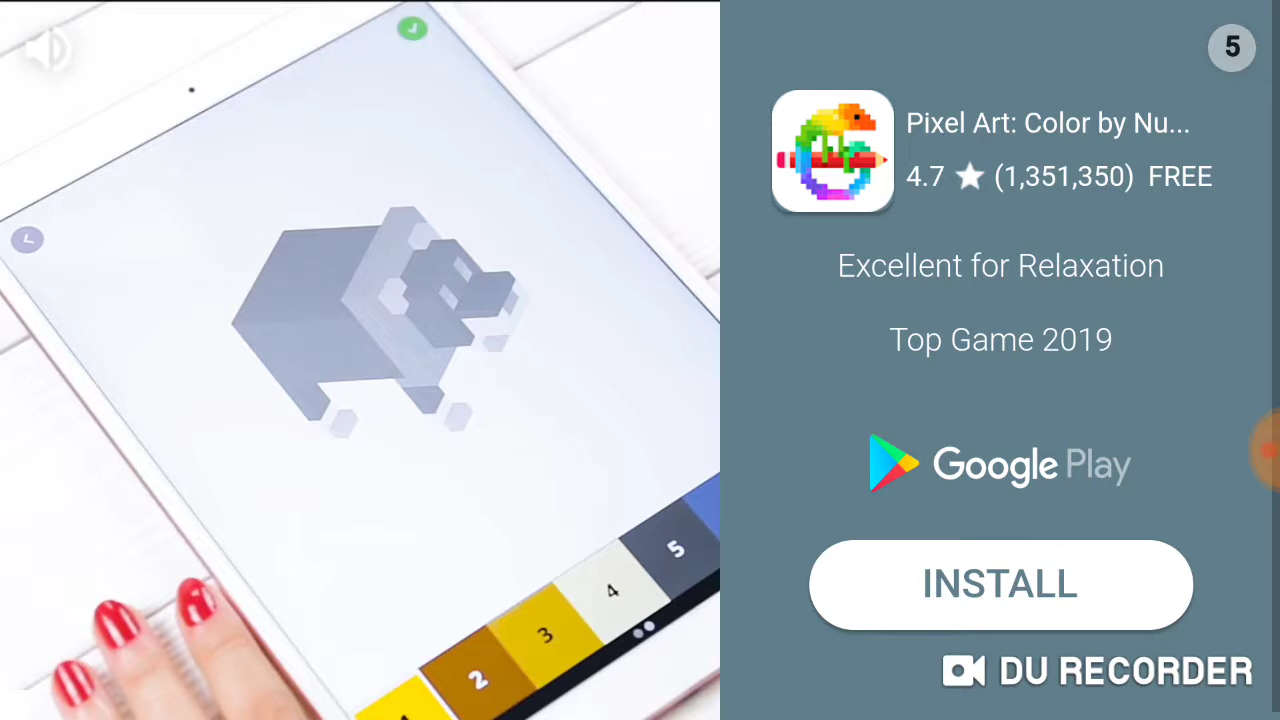 5
Pixel Art: Color by Nu...
4.7 ★ (1,351,350) FREE
Excellent for Relaxation
Top Game 2019
Google Play
INSTALL
DU RECORDER
5
4
3
2
1